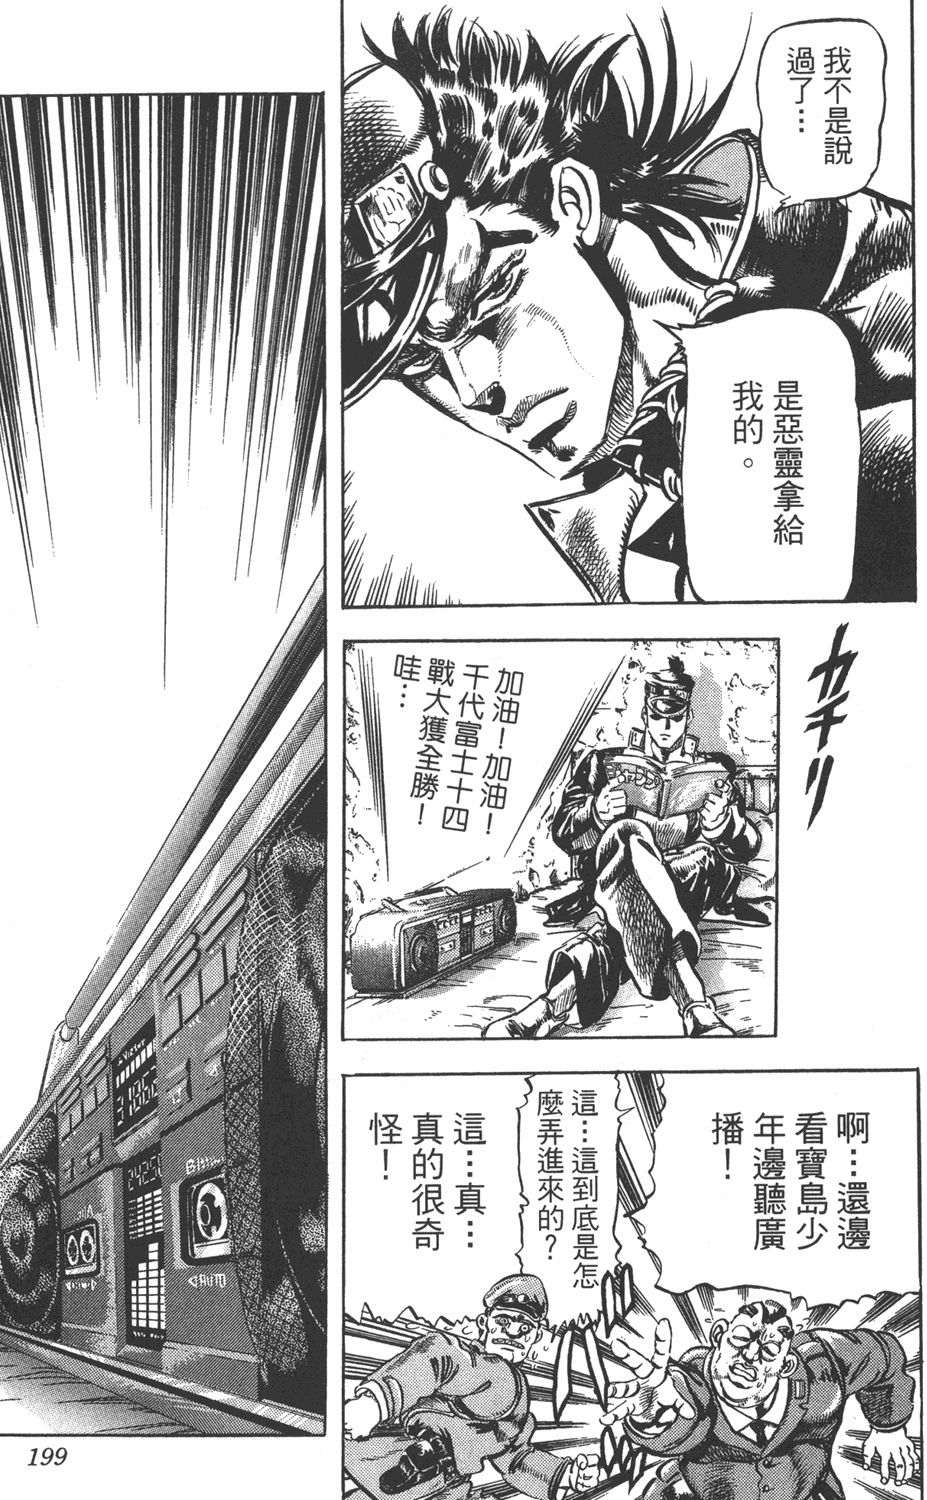 我不是說
過了…
是惡靈拿給
我的。
カチリ
加油！加油！
千代富士十四
戰大獲全勝！
哇…
啊…還邊
看寶島少
年邊聽廣
播！
這…這到底是怎
麼弄進來的？
這…真…
真的很奇
怪！
199